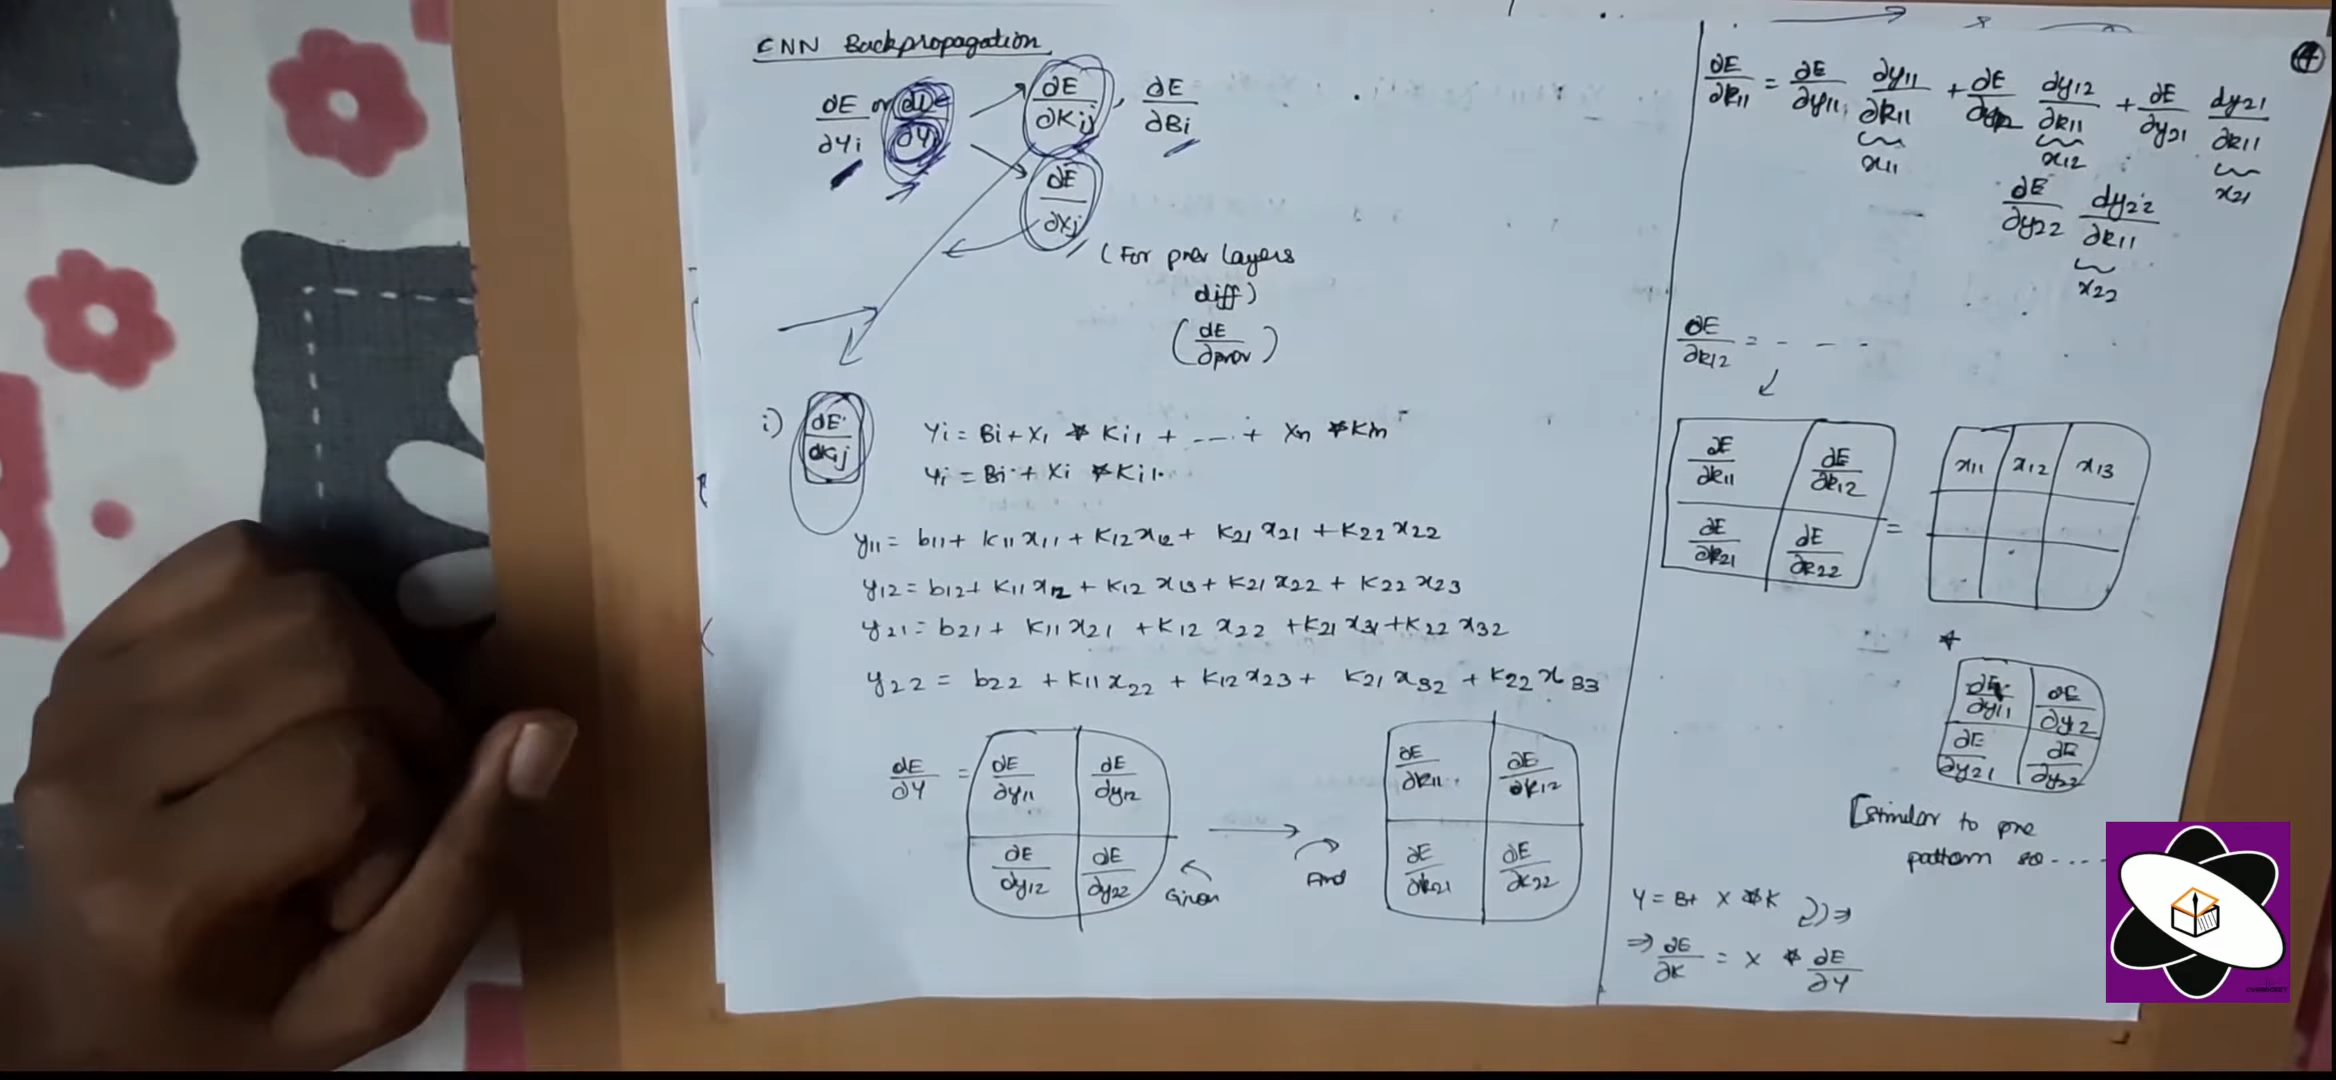 CNN Backpropagation
∂E/∂Yi or ∂E/∂Y → ∂E/∂Kij , ∂E/∂Bi
∂E/∂Xj
(For prev layers
diff)
(∂E/∂prev)
i) ∂E/∂Kij
Yi = Bi + X1 ★ Ki1 + ---- + Xn ★ Kin
Yi = Bi + Xi ★ Ki1.
y11 = b11 + K11 x11 + K12 x12 + K21 x21 + K22 x22
y12 = b12 + K11 x12 + K12 x13 + K21 x22 + K22 x23
y21 = b21 + K11 x21 + K12 x22 + K21 x31 + K22 x32
y22 = b22 + K11 x22 + K12 x23 + K21 x32 + K22 x33
∂E/∂Y = ∂E/∂y11 ∂E/∂y12 → ∂E/∂k11 ∂E/∂k12
∂E/∂y12 ∂E/∂y22 Given ∂E/∂k21 ∂E/∂k22
4
∂E/∂k11 = ∂E/∂y11 ∂y11/∂k11 + ∂E/∂y12 ∂y12/∂k11 + ∂E/∂y21 ∂y21/∂k11
x11 x12 x21
∂E/∂y22 ∂y22/∂k11
x22
∂E/∂k12 = - - -
∂E/∂k11 ∂E/∂k12 = x11 x12 x13
∂E/∂k21 ∂E/∂k22
★
∂E/∂y11 ∂E/∂y2
∂E/∂y21 ∂E/∂y22
[similar to pre
pattern so ----
Y = B+ X ★ K
⇒ ∂E/∂K = X ★ ∂E/∂Y